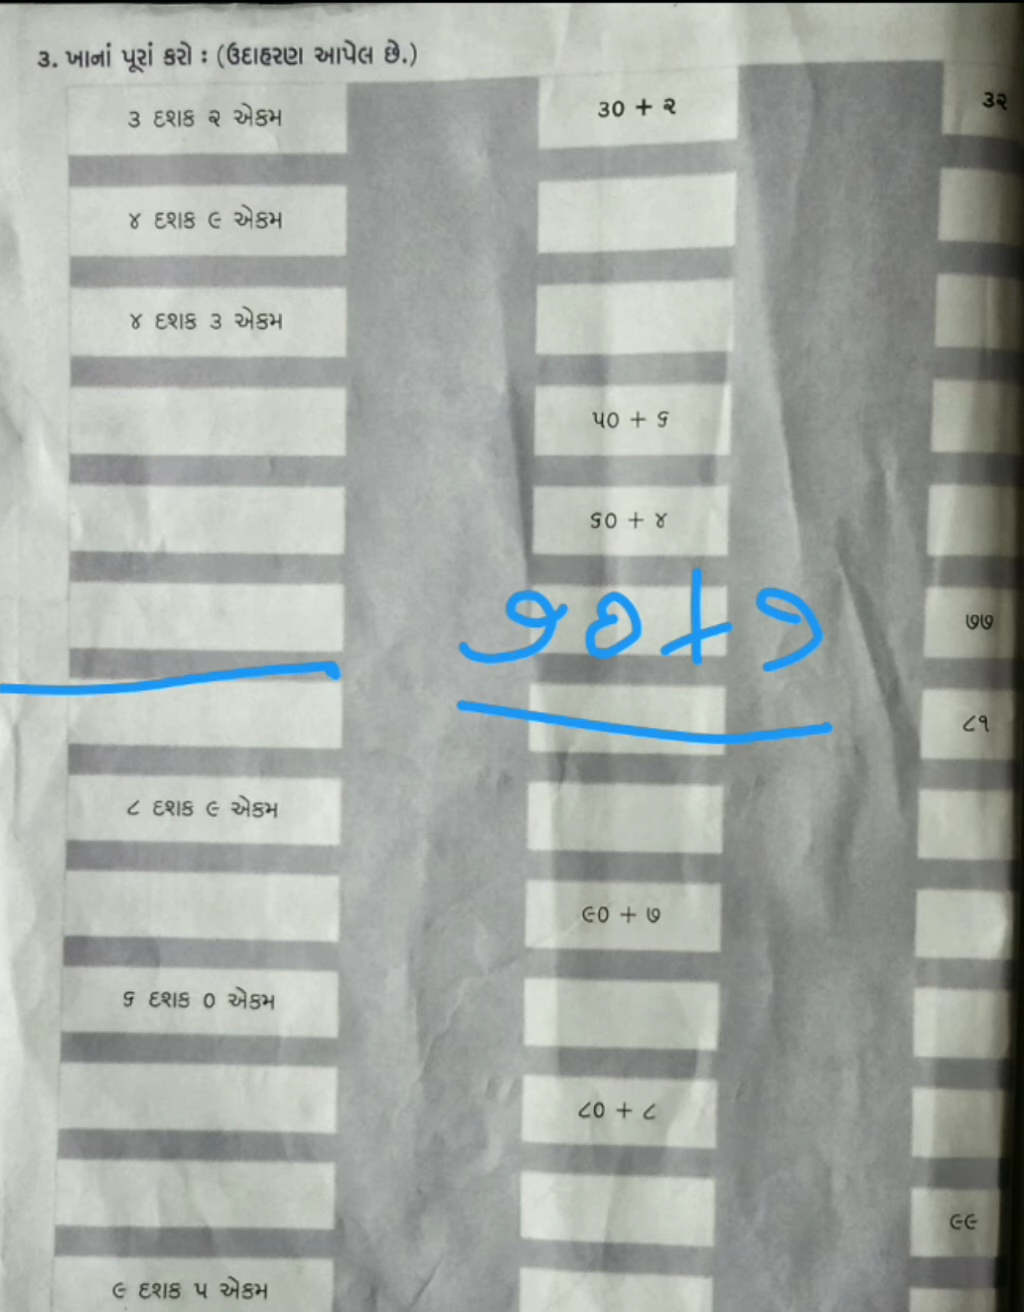 ૩. ખાનાં પૂરાં કરો : (ઉદાહરણ આપેલ છે.)
૩ દશક ૨ એકમ ૩૦ + ૨ ૩૨
૪ દશક ૯ એકમ
૪ દશક ૩ એકમ
૫૦ + ૬
૬૦ + ૪
૭૦+૭ ૭૭
૮૧
૮ દશક ૯ એકમ
૯૦ + ૭
૬ દશક ૦ એકમ
૮૦ + ૮
૯૯
૯ દશક ૫ એકમ